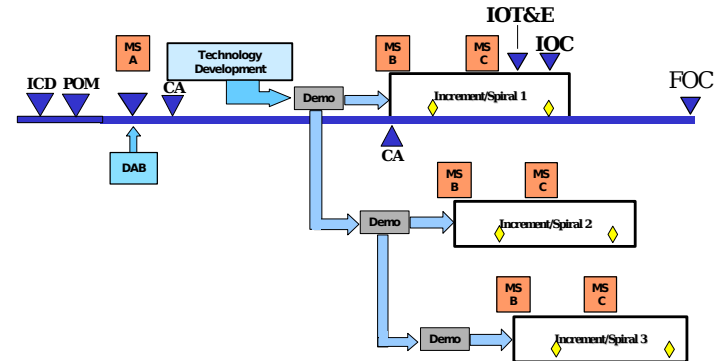 IOT&E
MS
A
Technology
Development
MS
B
MS
C
IOC
ICD
POM
CA
FOC
Demo
Increment/Spiral 1
DAB
CA
MS
B
MS
C
Demo
Increment/Spiral 2
MS
B
MS
C
Demo
Increment/Spiral 3